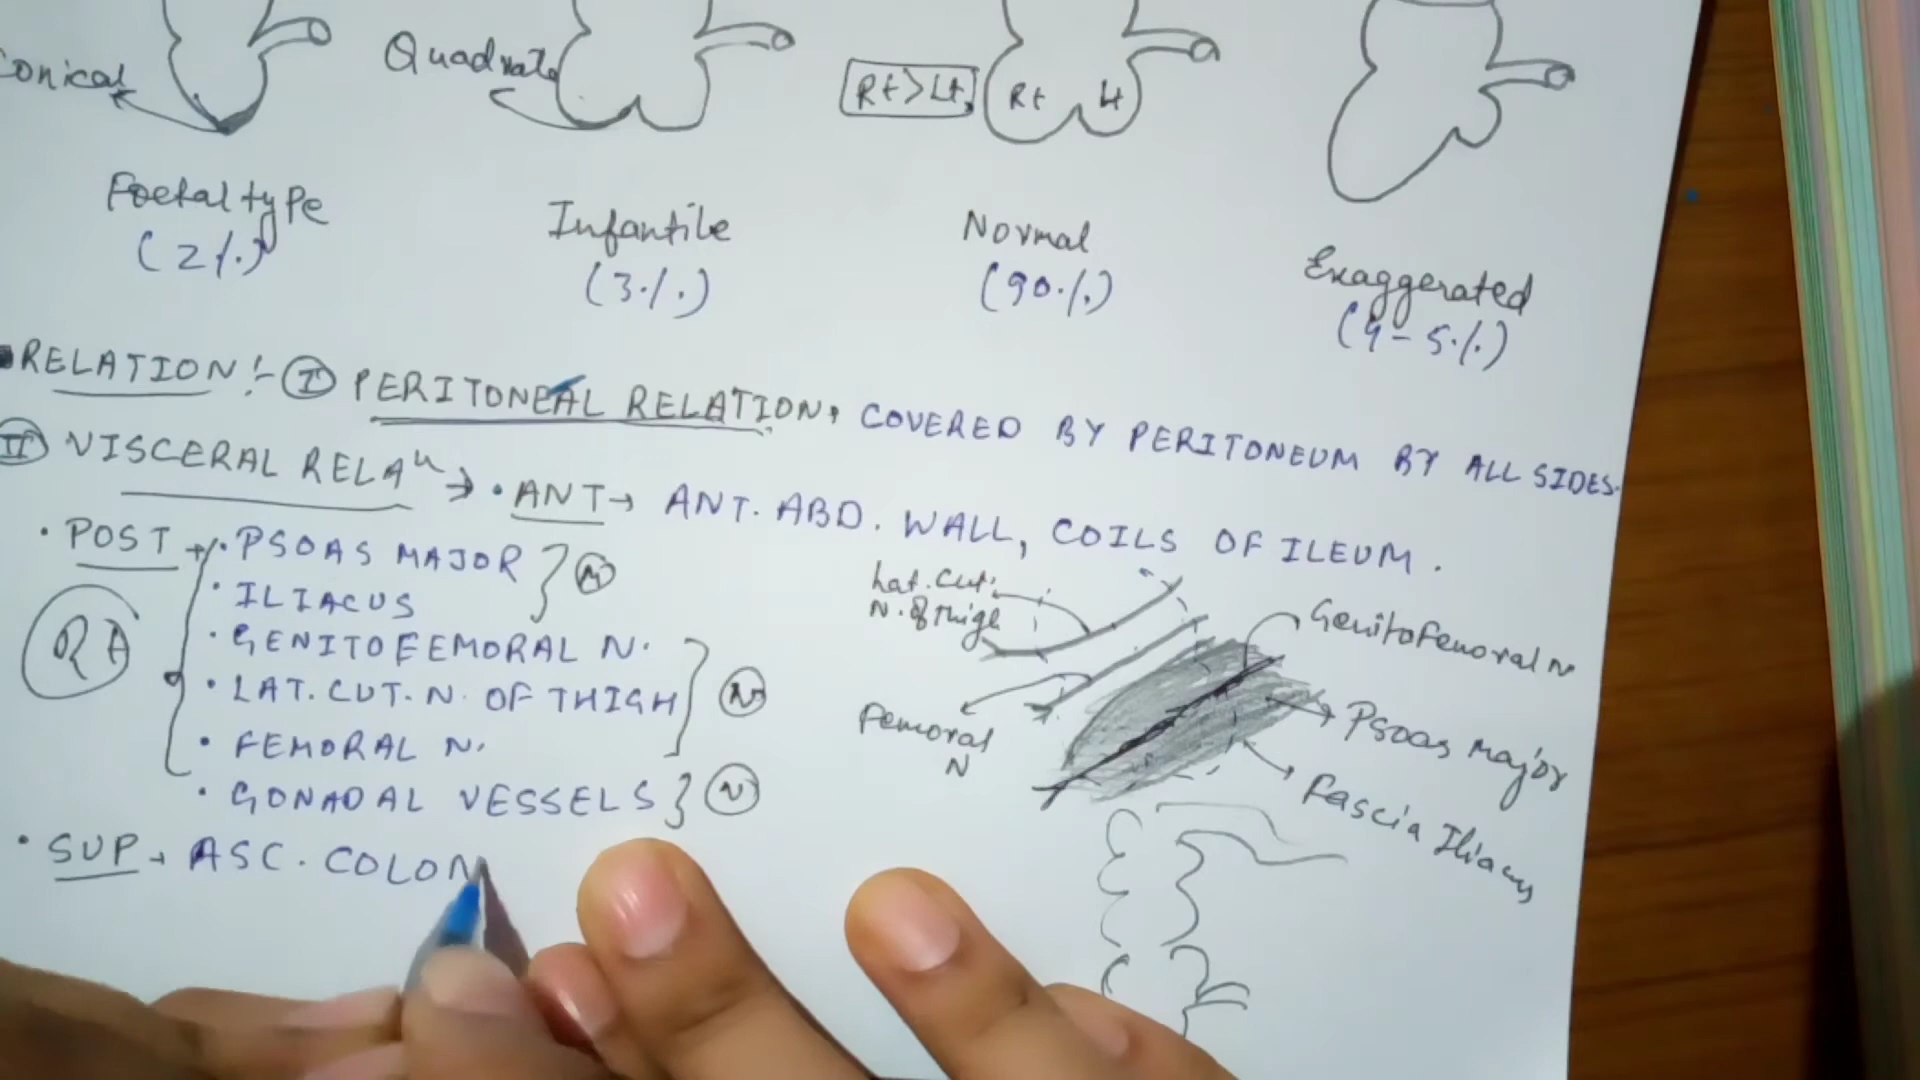 Conical
Quadrate
Rt>Lt.
Rt Lt
Foetal type
(2%)
Infantile
(3%)
Normal
(90%)
Exaggerated
(4-5%)
RELATION:- I PERITONEAL RELATION, COVERED BY PERITONEUM BY ALL SIDES.
II VISCERAL RELAn → • ANT → ANT. ABD. WALL, COILS OF ILEUM.
• POST → • PSOAS MAJOR
• ILIACUS
M
• GENITOFEMORAL N.
• LAT. CUT. N. OF THIGH
• FEMORAL N.
N
• GONADAL VESSELS
V
RA
Lat. Cut.
N. of Thigh
Femoral
N
Genitofemoral N
Psoas Major
Fascia Iliacus
• SUP → ASC. COLON